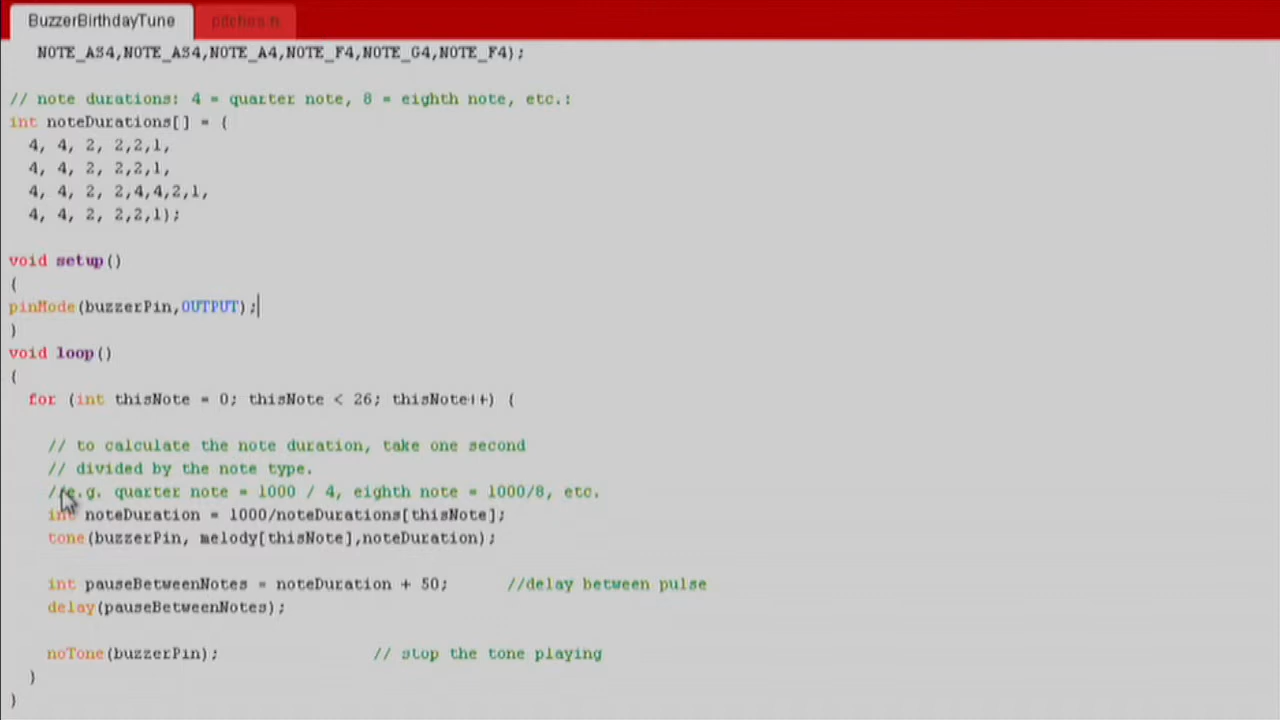 BuzzerBirthdayTune pitches.h
NOTE_AS4,NOTE_AS4,NOTE_A4,NOTE_F4,NOTE_G4,NOTE_F4};
// note durations: 4 = quarter note, 8 = eighth note, etc.:
int noteDurations[] = {
4, 4, 2, 2,2,1,
4, 4, 2, 2,2,1,
4, 4, 2, 2,4,4,2,1,
4, 4, 2, 2,2,1};
void setup()
{
pinMode(buzzerPin,OUTPUT);
}
void loop()
{
for (int thisNote = 0; thisNote < 26; thisNote++) {
// to calculate the note duration, take one second
// divided by the note type.
//e.g. quarter note = 1000 / 4, eighth note = 1000/8, etc.
int noteDuration = 1000/noteDurations[thisNote];
tone(buzzerPin, melody[thisNote],noteDuration);
int pauseBetweenNotes = noteDuration + 50; //delay between pulse
delay(pauseBetweenNotes);
noTone(buzzerPin); // stop the tone playing
}
}